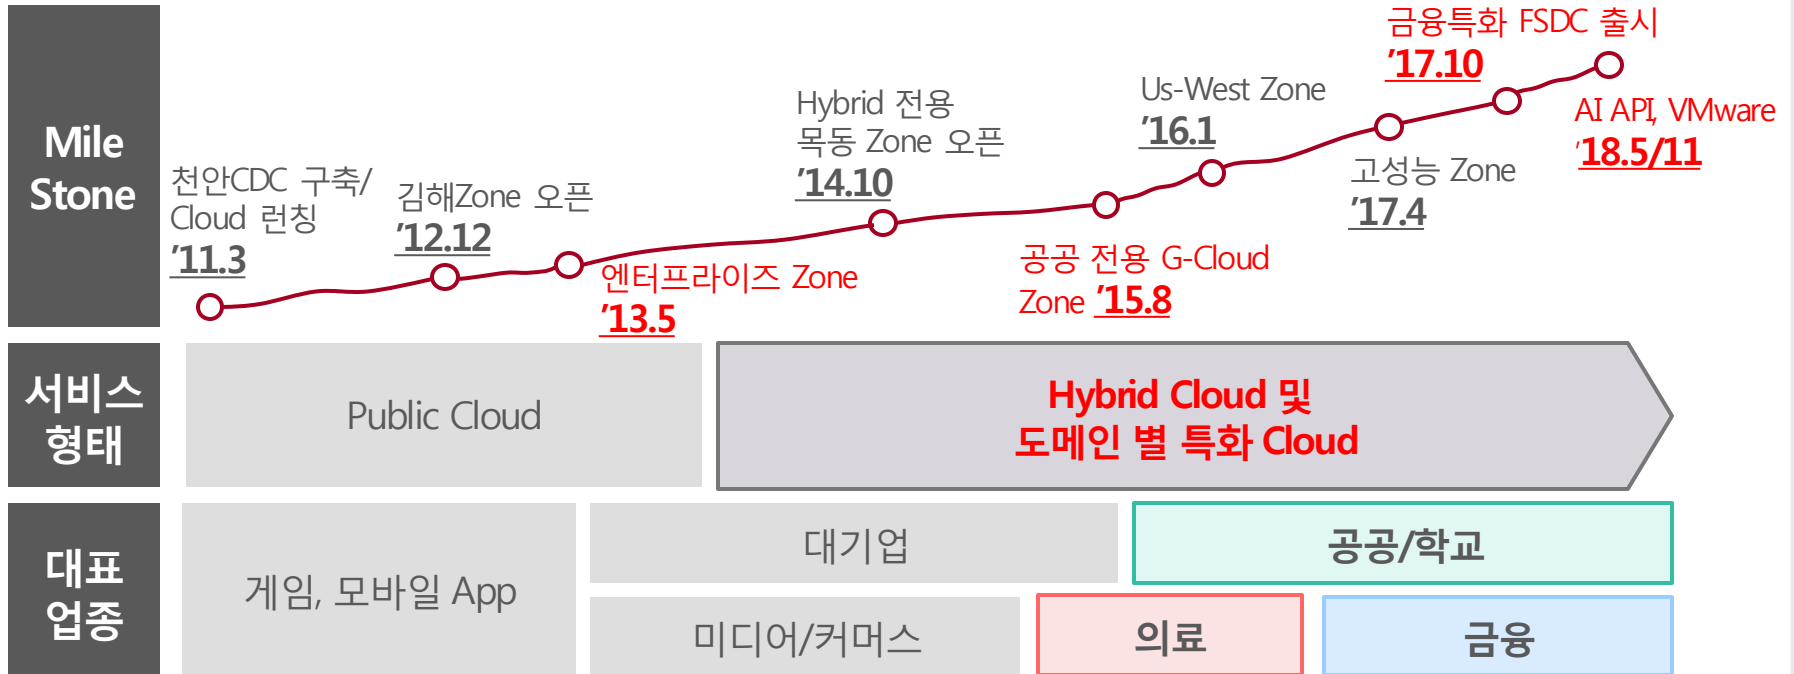 Mile
Stone
천안CDC 구축/
Cloud 런칭
’11.3
김해Zone 오픈
’12.12
엔터프라이즈 Zone
’13.5
Hybrid 전용
목동 Zone 오픈
’14.10
공공 전용 G-Cloud
Zone ’15.8
Us-West Zone
’16.1
고성능 Zone
’17.4
금융특화 FSDC 출시
’17.10
AI API, VMware
’18.5/11
서비스
형태
Public Cloud
Hybrid Cloud 및
도메인 별 특화 Cloud
대표
업종
게임, 모바일 App
대기업
공공/학교
미디어/커머스
의료
금융